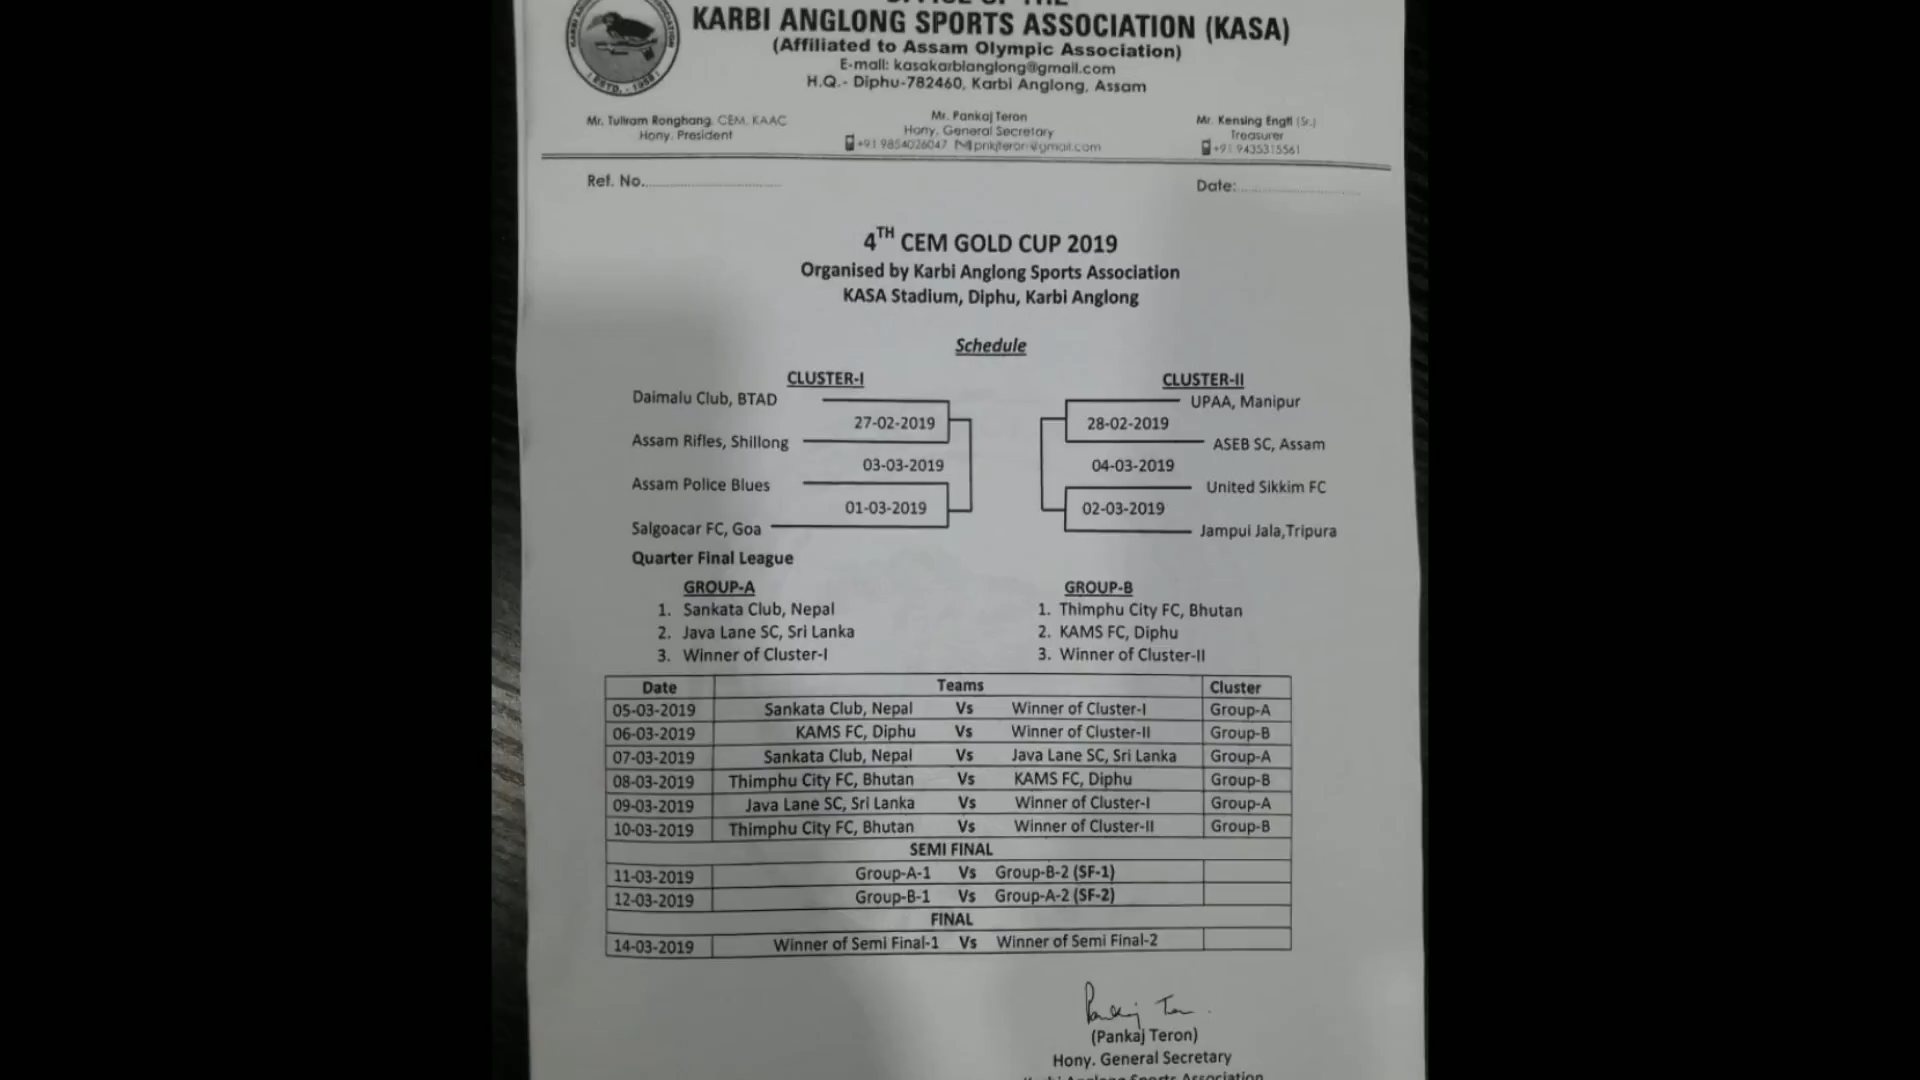 OFFICE OF THE
KARBI ANGLONG SPORTS ASSOCIATION (KASA)
(Affiliated to Assam Olympic Association)
E-mail: kasakarbianglong@gmail.com
H.Q.- Diphu-782460, Karbi Anglong, Assam
Mr. Tuliram Ronghang, CEM, KAAC
Hony. President
Mr. Pankaj Teron
Hony. General Secretary
+91 9854026047
Mr. Kensing Engti (Sr.)
Treasurer
+91 9435315561
Ref. No.
Date:
4TH CEM GOLD CUP 2019
Organised by Karbi Anglong Sports Association
KASA Stadium, Diphu, Karbi Anglong
Schedule
CLUSTER-I
Daimalu Club, BTAD
27-02-2019
Assam Rifles, Shillong
03-03-2019
Assam Police Blues
01-03-2019
Salgoacar FC, Goa
CLUSTER-II
UPAA, Manipur
28-02-2019
ASEB SC, Assam
04-03-2019
United Sikkim FC
02-03-2019
Jampui Jala,Tripura
Quarter Final League
GROUP-A
1. Sankata Club, Nepal
2. Java Lane SC, Sri Lanka
3. Winner of Cluster-I
GROUP-B
1. Thimphu City FC, Bhutan
2. KAMS FC, Diphu
3. Winner of Cluster-II
Date Teams Cluster
05-03-2019 Sankata Club, Nepal Vs Winner of Cluster-I Group-A
06-03-2019 KAMS FC, Diphu Vs Winner of Cluster-II Group-B
07-03-2019 Sankata Club, Nepal Vs Java Lane SC, Sri Lanka Group-A
08-03-2019 Thimphu City FC, Bhutan Vs KAMS FC, Diphu Group-B
09-03-2019 Java Lane SC, Sri Lanka Vs Winner of Cluster-I Group-A
10-03-2019 Thimphu City FC, Bhutan Vs Winner of Cluster-II Group-B
SEMI FINAL
11-03-2019 Group-A-1 Vs Group-B-2 (SF-1)
12-03-2019 Group-B-1 Vs Group-A-2 (SF-2)
FINAL
14-03-2019 Winner of Semi Final-1 Vs Winner of Semi Final-2
(Pankaj Teron)
Hony. General Secretary
Karbi Anglong Sports Association